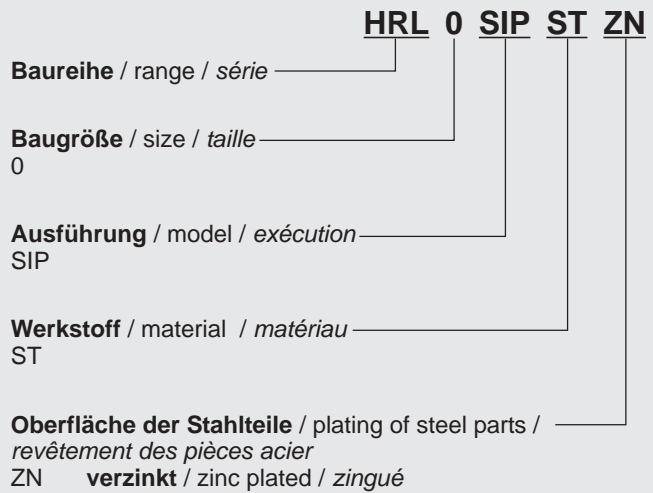 HRL 0 SIP ST ZN
Baureihe / range / série
Baugröße / size / taille
0
Ausführung / model / exécution
SIP
Werkstoff / material / matériau
ST
Oberfläche der Stahlteile / plating of steel parts /
revêtement des pièces acier
ZN verzinkt / zinc plated / zingué